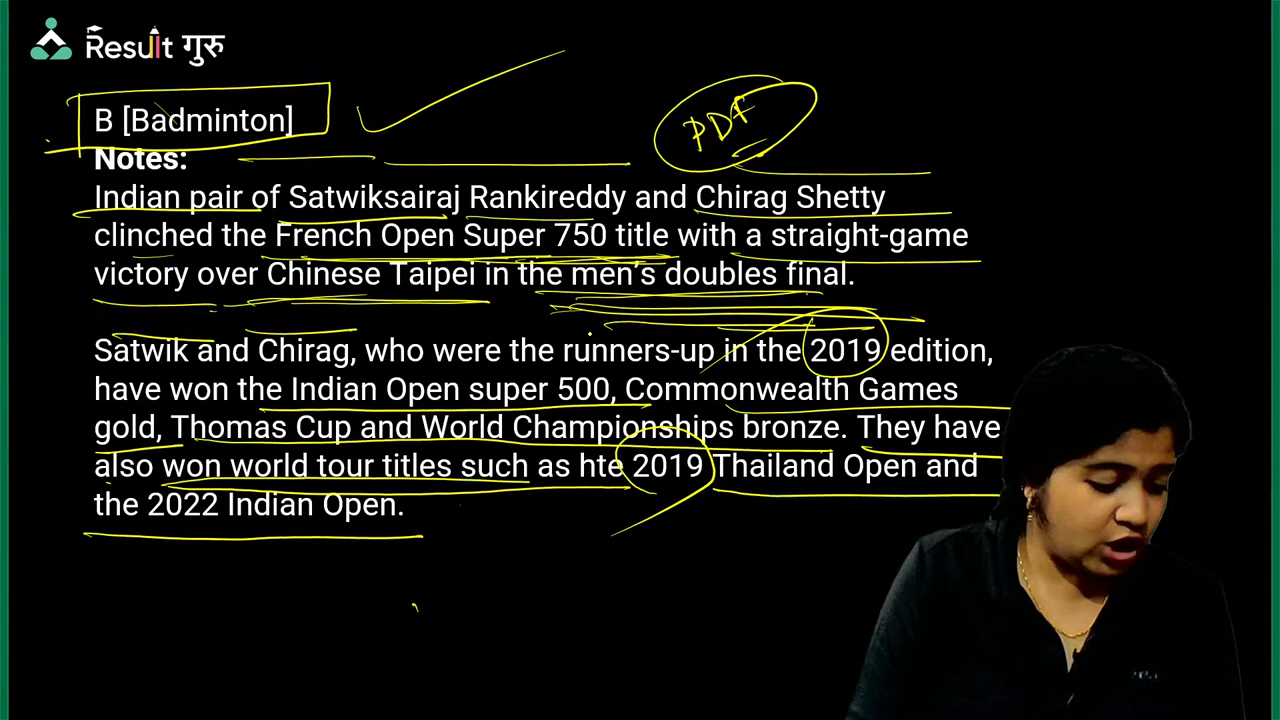 Result गुरु
B [Badminton]
PDF
Notes:
Indian pair of Satwiksairaj Rankireddy and Chirag Shetty
clinched the French Open Super 750 title with a straight-game
victory over Chinese Taipei in the men's doubles final.
Satwik and Chirag, who were the runners-up in the 2019 edition,
have won the Indian Open super 500, Commonwealth Games
gold, Thomas Cup and World Championships bronze. They have
also won world tour titles such as hte 2019 Thailand Open and
the 2022 Indian Open.